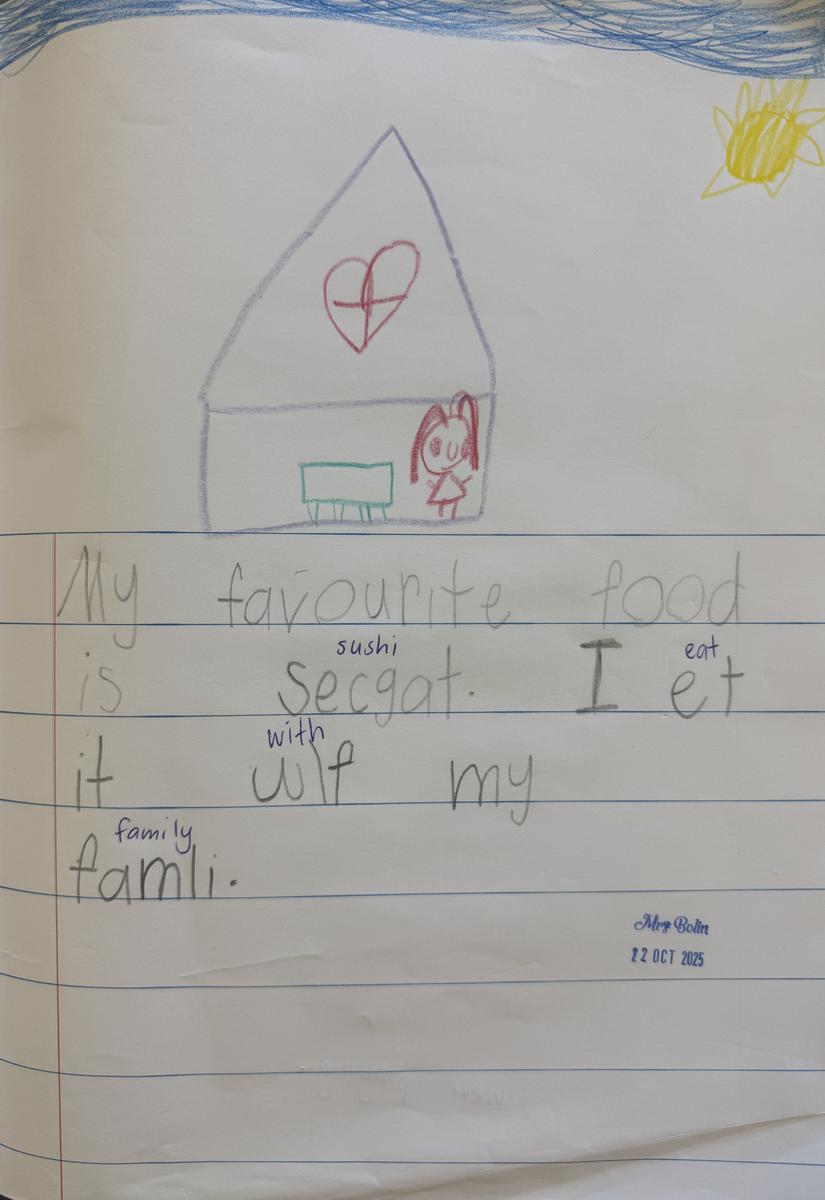 My favourite food
sushi eat
is secgat. I et
with
it wif my
family
famli.
Mrs Bolin
22 OCT 2025